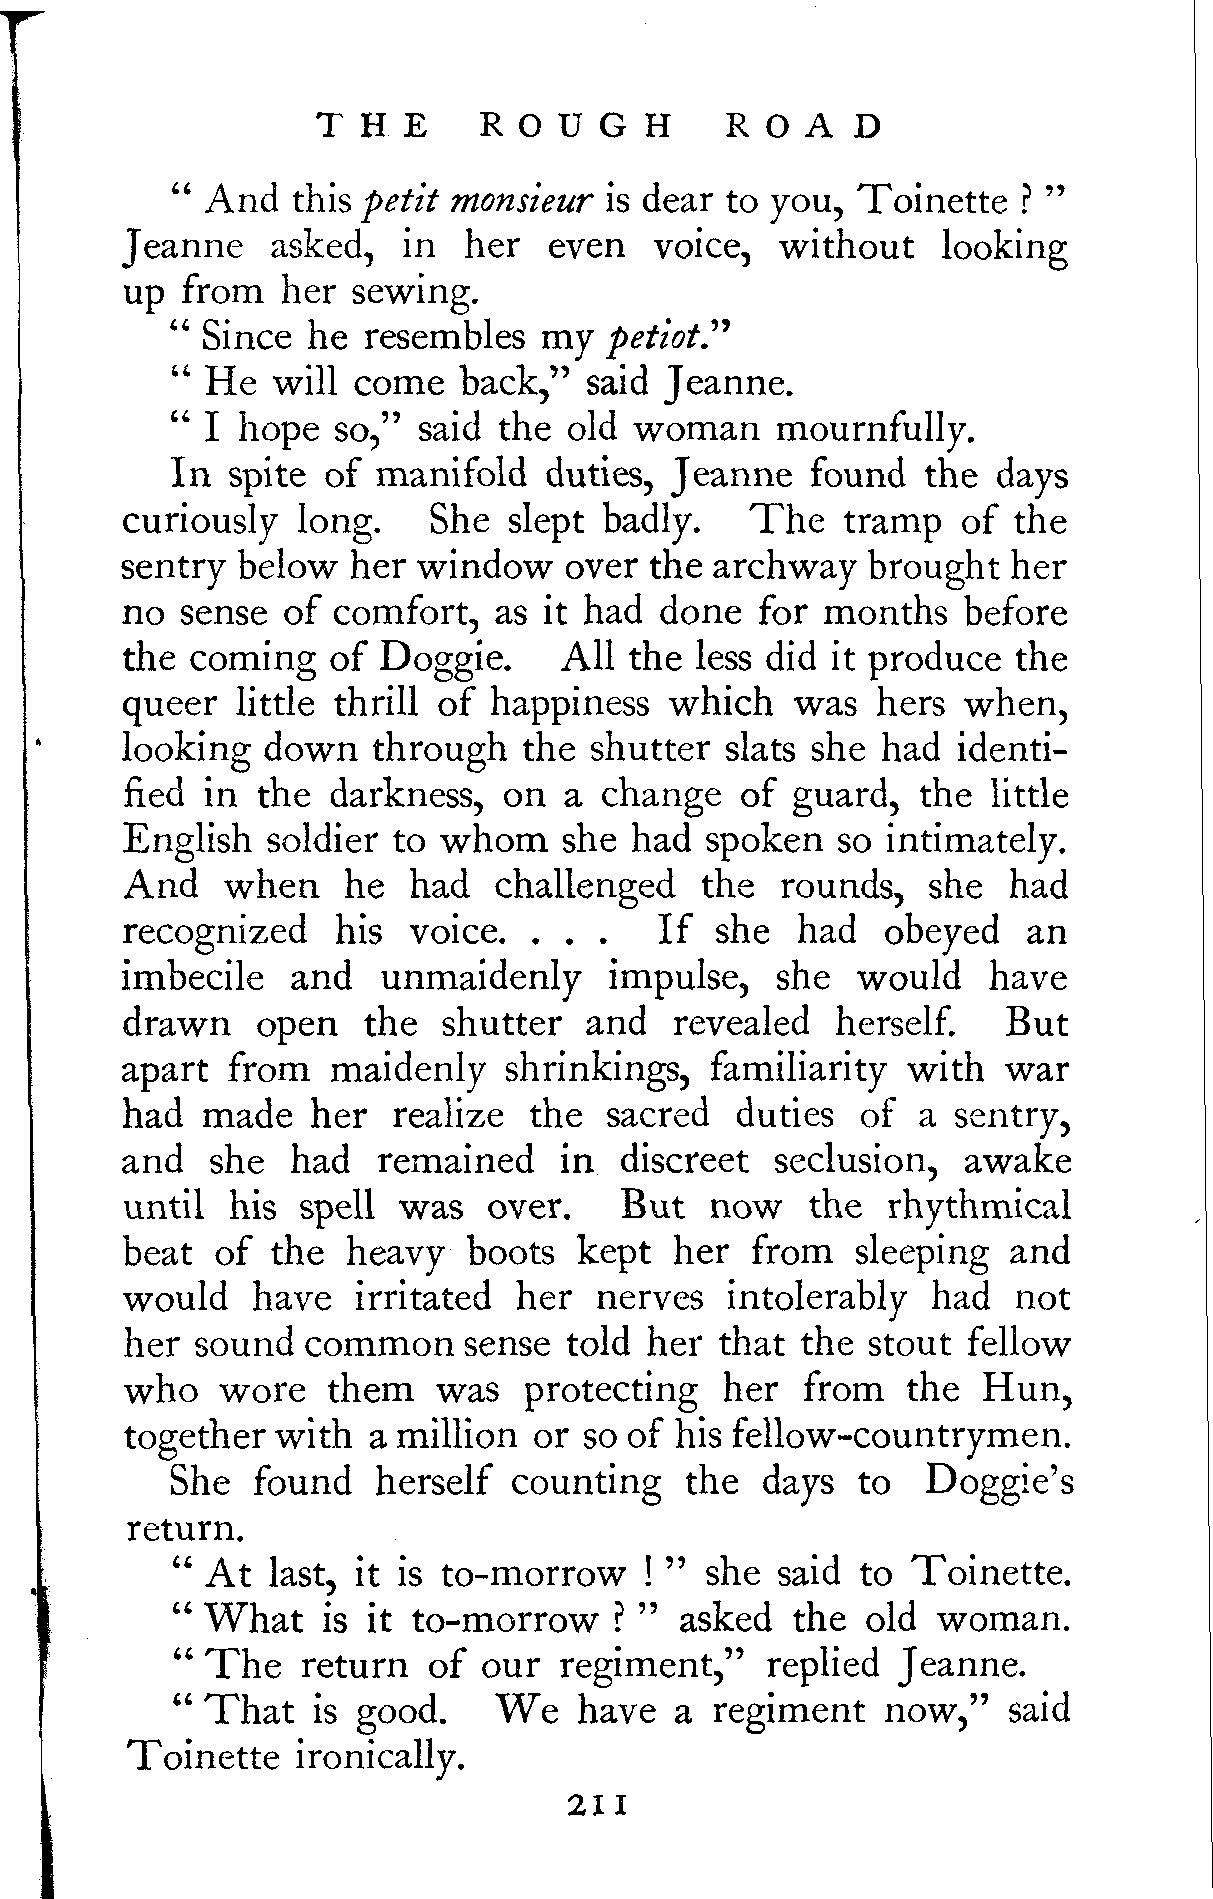 THE ROUGH ROAD
“ And this petit monsieur is dear to you, Toinette ? ”
Jeanne asked, in her even voice, without looking
up from her sewing.
“ Since he resembles my petiot.”
“ He will come back,” said Jeanne.
“ I hope so,” said the old woman mournfully.
In spite of manifold duties, Jeanne found the days
curiously long. She slept badly. The tramp of the
sentry below her window over the archway brought her
no sense of comfort, as it had done for months before
the coming of Doggie. All the less did it produce the
queer little thrill of happiness which was hers when,
looking down through the shutter slats she had identi-
fied in the darkness, on a change of guard, the little
English soldier to whom she had spoken so intimately.
And when he had challenged the rounds, she had
recognized his voice. . . . If she had obeyed an
imbecile and unmaidenly impulse, she would have
drawn open the shutter and revealed herself. But
apart from maidenly shrinkings, familiarity with war
had made her realize the sacred duties of a sentry,
and she had remained in discreet seclusion, awake
until his spell was over. But now the rhythmical
beat of the heavy boots kept her from sleeping and
would have irritated her nerves intolerably had not
her sound common sense told her that the stout fellow
who wore them was protecting her from the Hun,
together with a million or so of his fellow-countrymen.
She found herself counting the days to Doggie’s
return.
“ At last, it is to-morrow ! ” she said to Toinette.
“ What is it to-morrow ? ” asked the old woman.
“ The return of our regiment,” replied Jeanne.
“ That is good. We have a regiment now,” said
Toinette ironically.
211